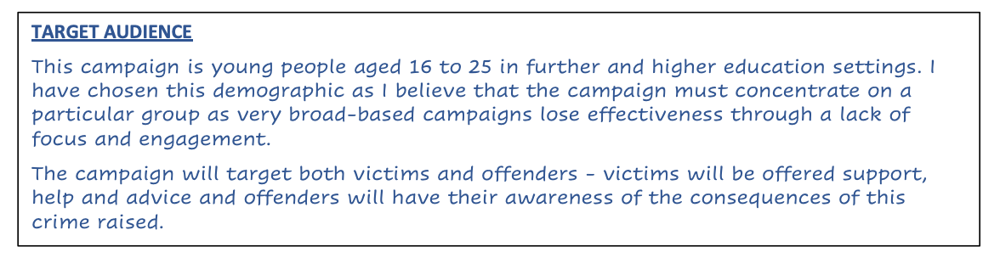 TARGET AUDIENCE
This campaign is young people aged 16 to 25 in further and higher education settings. I
have chosen this demographic as I believe that the campaign must concentrate on a
particular group as very broad-based campaigns lose effectiveness through a lack of
focus and engagement.
The campaign will target both victims and offenders - victims will be offered support,
help and advice and offenders will have their awareness of the consequences of this
crime raised.